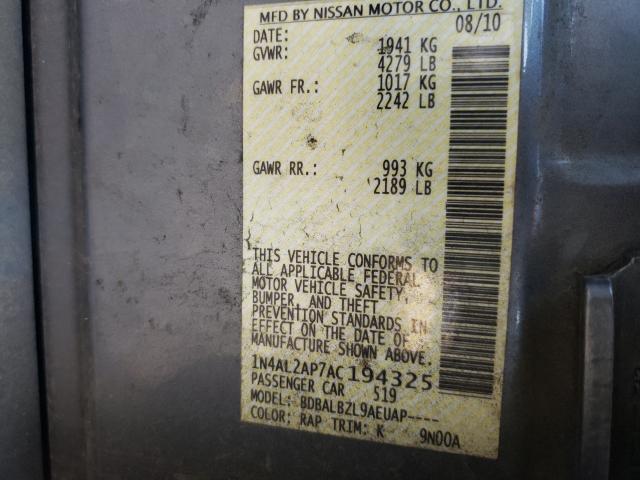 MFD BY NISSAN MOTOR CO., LTD.
DATE: 08/10
GVWR: 1941 KG
4279 LB
GAWR FR.: 1017 KG
2242 LB
GAWR RR.: 993 KG
2189 LB
THIS VEHICLE CONFORMS TO
ALL APPLICABLE FEDERAL
MOTOR VEHICLE SAFETY,
BUMPER, AND THEFT
PREVENTION STANDARDS IN
EFFECT ON THE DATE OF
MANUFACTURE SHOWN ABOVE.
1N4AL2AP7AC194325
PASSENGER CAR 519
MODEL: BDBALBZL9AEUAP----
COLOR: RAP TRIM: K 9N00A